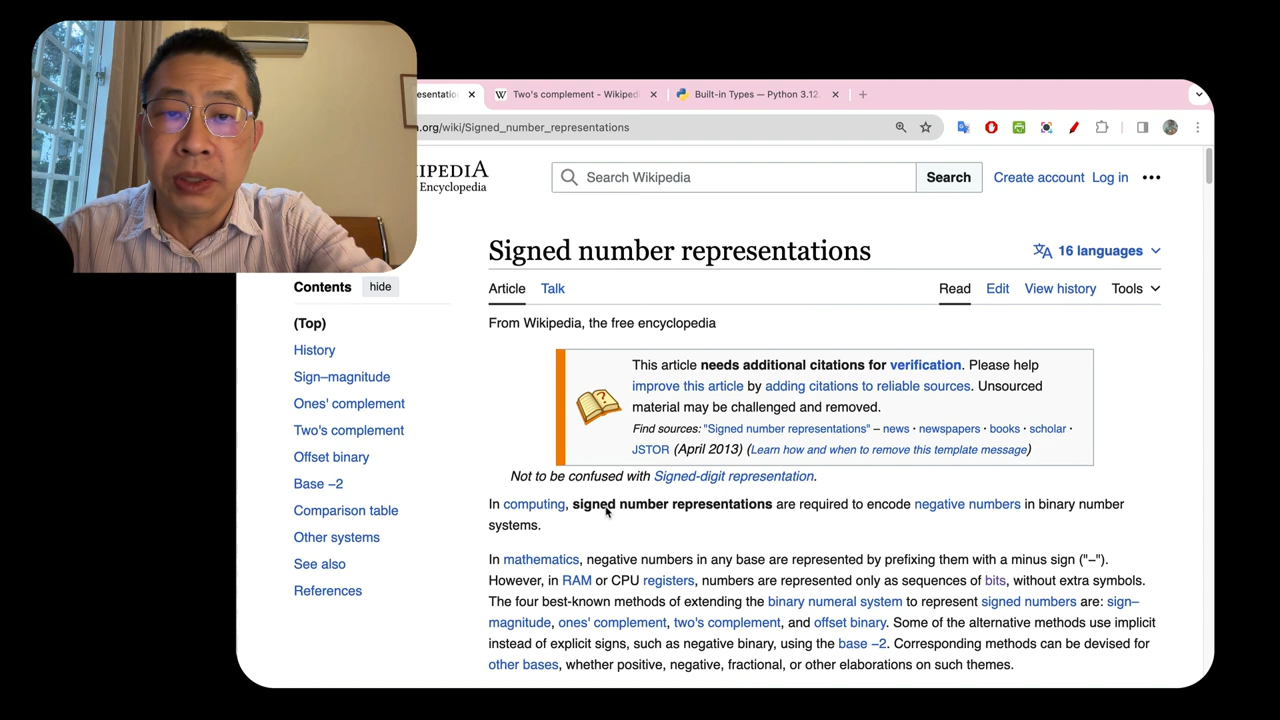 esentatio
Two's complement - Wikiped
Built-in Types — Python 3.12.
n.org/wiki/Signed_number_representations
IPEDIA
Encyclopedia
Search Wikipedia
Search
Create account Log in
Signed number representations
16 languages
Contents hide
Article Talk
Read Edit View history Tools
(Top)
History
Sign–magnitude
Ones' complement
Two's complement
Offset binary
Base −2
Comparison table
Other systems
See also
References
From Wikipedia, the free encyclopedia
This article needs additional citations for verification. Please help
improve this article by adding citations to reliable sources. Unsourced
material may be challenged and removed.
Find sources: "Signed number representations" – news · newspapers · books · scholar ·
JSTOR (April 2013) (Learn how and when to remove this template message)
Not to be confused with Signed-digit representation.
In computing, signed number representations are required to encode negative numbers in binary number
systems.
In mathematics, negative numbers in any base are represented by prefixing them with a minus sign ("−").
However, in RAM or CPU registers, numbers are represented only as sequences of bits, without extra symbols.
The four best-known methods of extending the binary numeral system to represent signed numbers are: sign–
magnitude, ones' complement, two's complement, and offset binary. Some of the alternative methods use implicit
instead of explicit signs, such as negative binary, using the base −2. Corresponding methods can be devised for
other bases, whether positive, negative, fractional, or other elaborations on such themes.